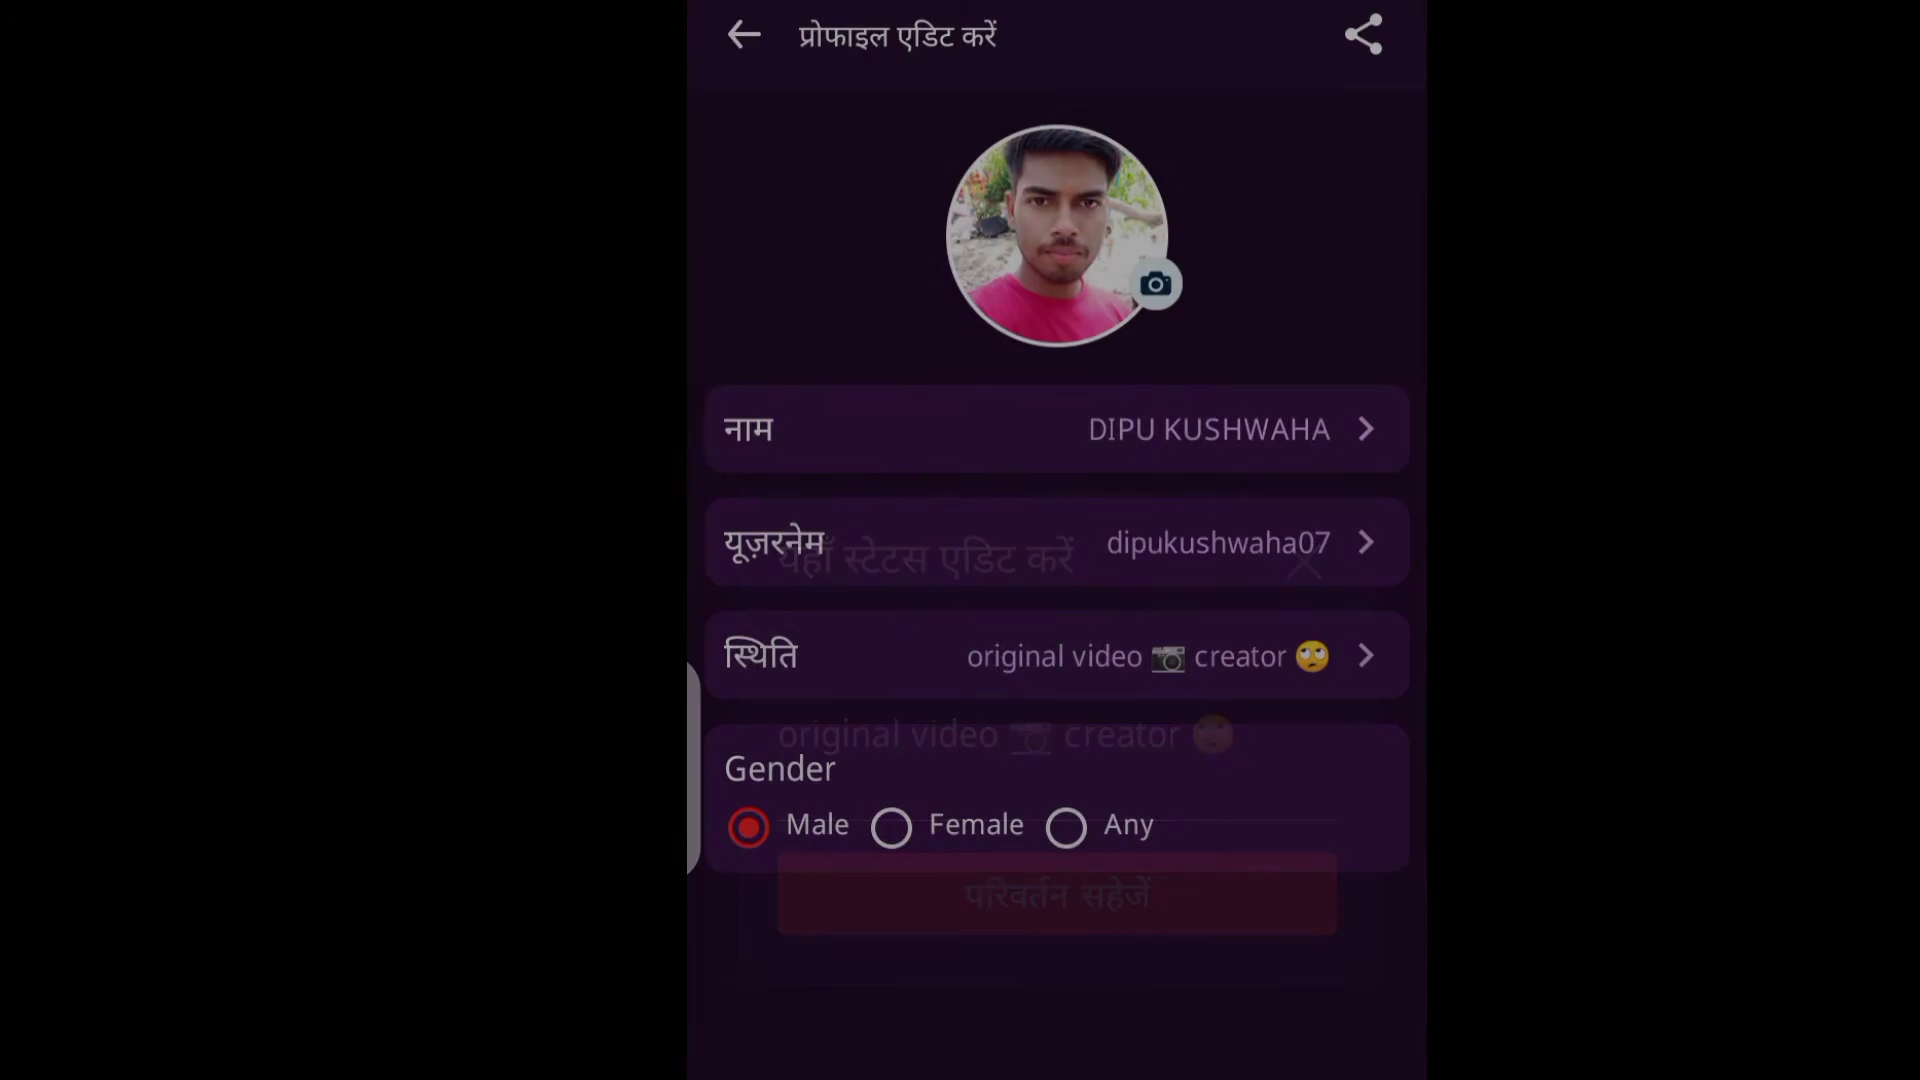 प्रोफाइल एडिट करें
नाम DIPU KUSHWAHA
यूज़रनेम dipukushwaha07
यहाँ स्टेटस एडिट करें
स्थिति original video 📷 creator 🙄
original video 📷 creator 🙄
Gender
Male Female Any
परिवर्तन सहेजें